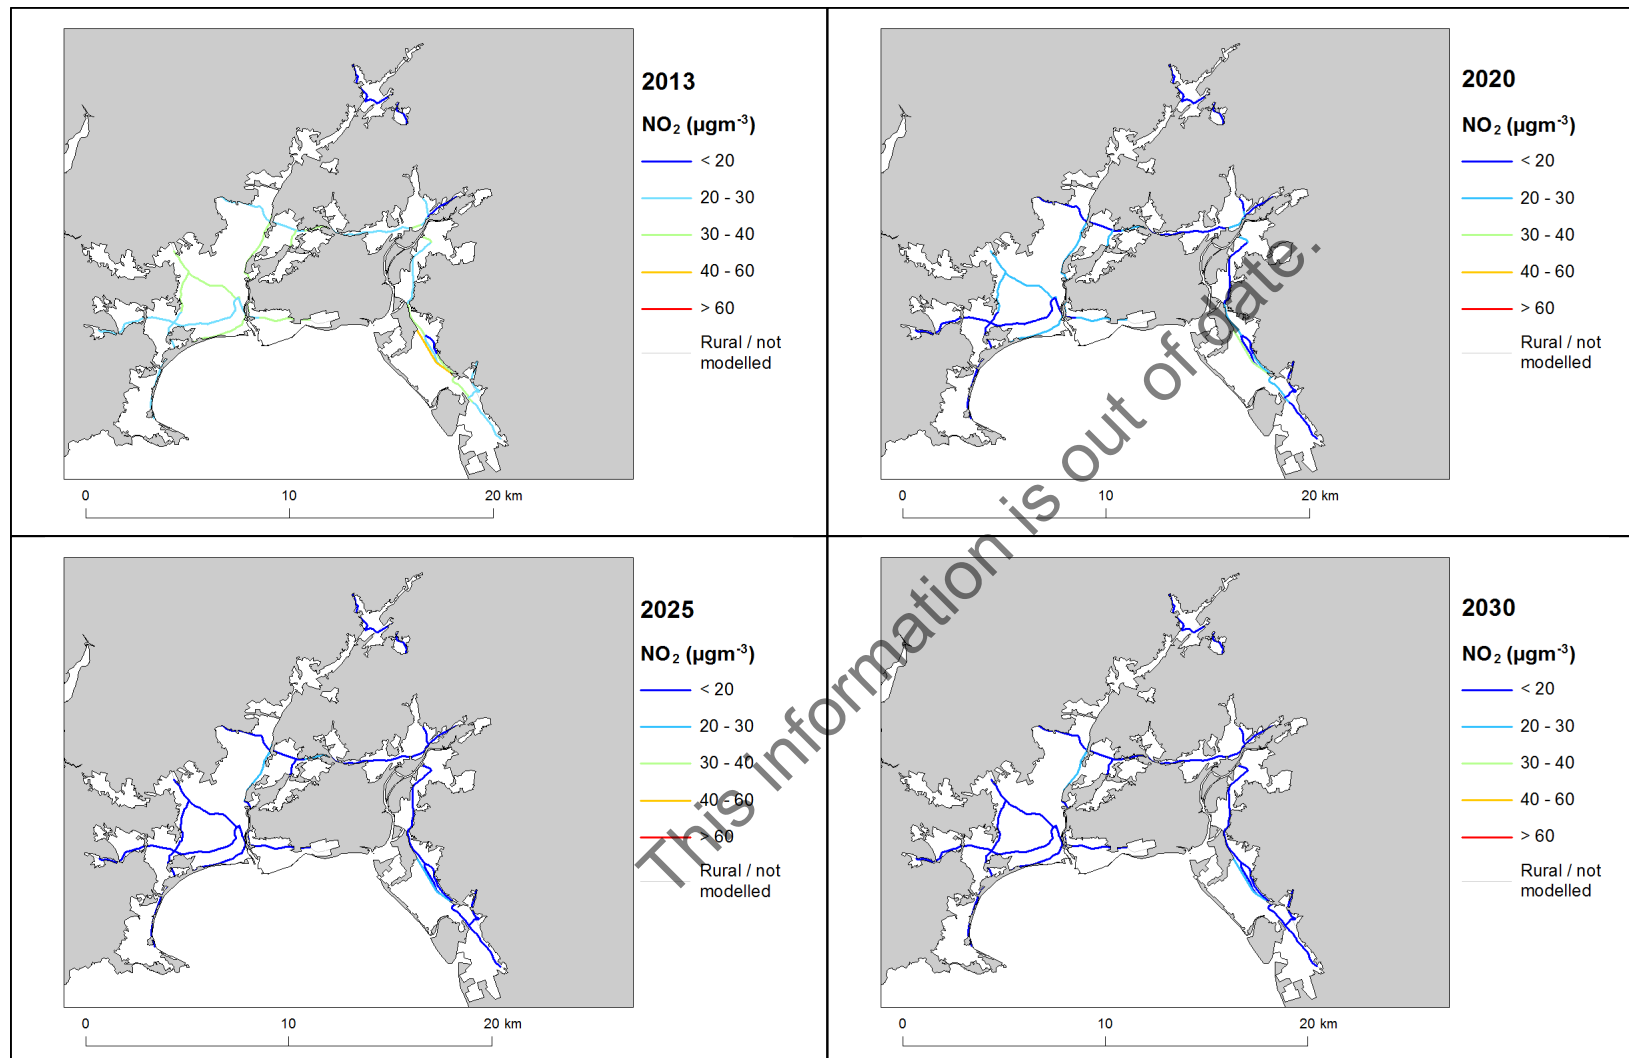 2013
NO₂ (µgm⁻³)
< 20
20 - 30
30 - 40
40 - 60
> 60
Rural / not
modelled
0 10 20 km
2020
NO₂ (µgm⁻³)
< 20
20 - 30
30 - 40
40 - 60
> 60
Rural / not
modelled
0 10 20 km
2025
NO₂ (µgm⁻³)
< 20
20 - 30
30 - 40
40 - 60
> 60
Rural / not
modelled
0 10 20 km
2030
NO₂ (µgm⁻³)
< 20
20 - 30
30 - 40
40 - 60
> 60
Rural / not
modelled
0 10 20 km
This information is out of date.